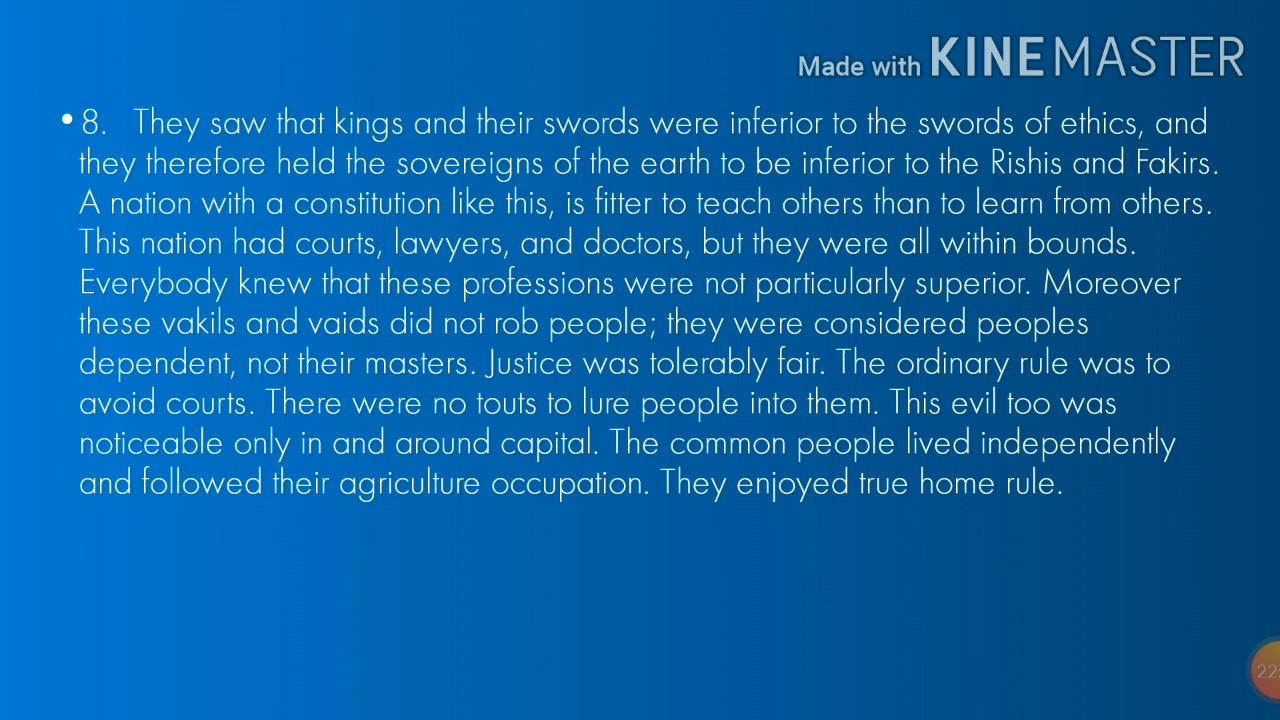 Made with KINEMASTER
• 8. They saw that kings and their swords were inferior to the swords of ethics, and
they therefore held the sovereigns of the earth to be inferior to the Rishis and Fakirs.
A nation with a constitution like this, is fitter to teach others than to learn from others.
This nation had courts, lawyers, and doctors, but they were all within bounds.
Everybody knew that these professions were not particularly superior. Moreover
these vakils and vaids did not rob people; they were considered peoples
dependent, not their masters. Justice was tolerably fair. The ordinary rule was to
avoid courts. There were no touts to lure people into them. This evil too was
noticeable only in and around capital. The common people lived independently
and followed their agriculture occupation. They enjoyed true home rule.